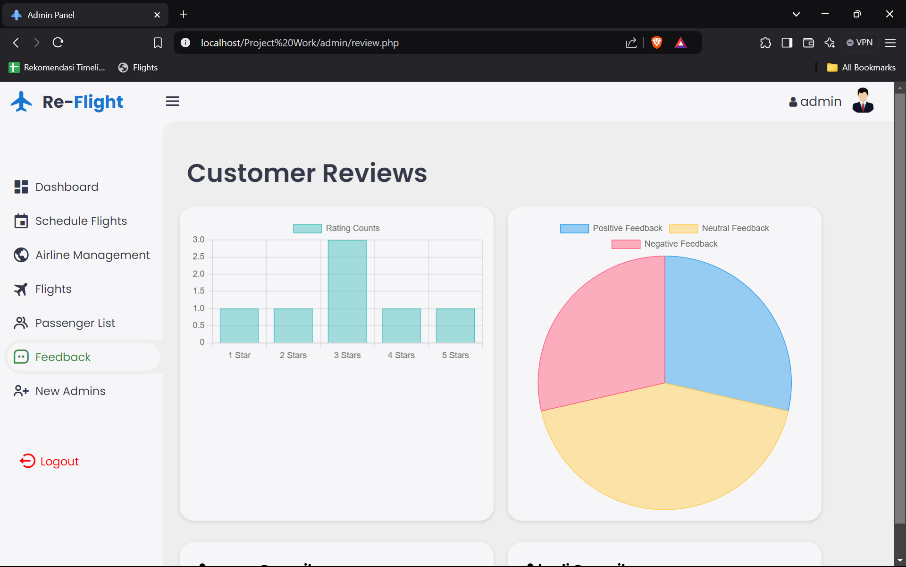 Admin Panel
localhost/Project%20Work/admin/review.php
VPN
Rekomendasi Timeli...
Flights
All Bookmarks
Re-Flight
admin
Dashboard
Schedule Flights
Airline Management
Flights
Passenger List
Feedback
New Admins
Logout
Customer Reviews
Rating Counts
3.0
2.5
2.0
1.5
1.0
0.5
0
1 Star 2 Stars 3 Stars 4 Stars 5 Stars
Positive Feedback Neutral Feedback
Negative Feedback